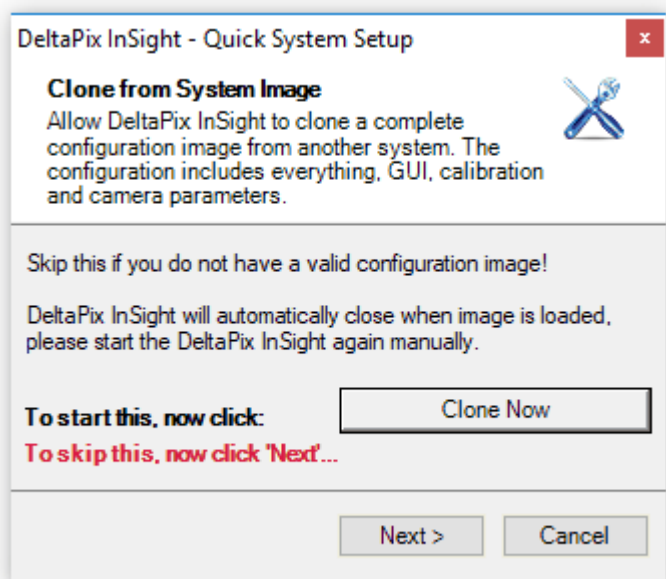 DeltaPix InSight - Quick System Setup
x
Clone from System Image
Allow DeltaPix InSight to clone a complete
configuration image from another system. The
configuration includes everything, GUI, calibration
and camera parameters.
Skip this if you do not have a valid configuration image!
DeltaPix InSight will automatically close when image is loaded,
please start the DeltaPix InSight again manually.
To start this, now click:
Clone Now
To skip this, now click 'Next'...
Next >
Cancel